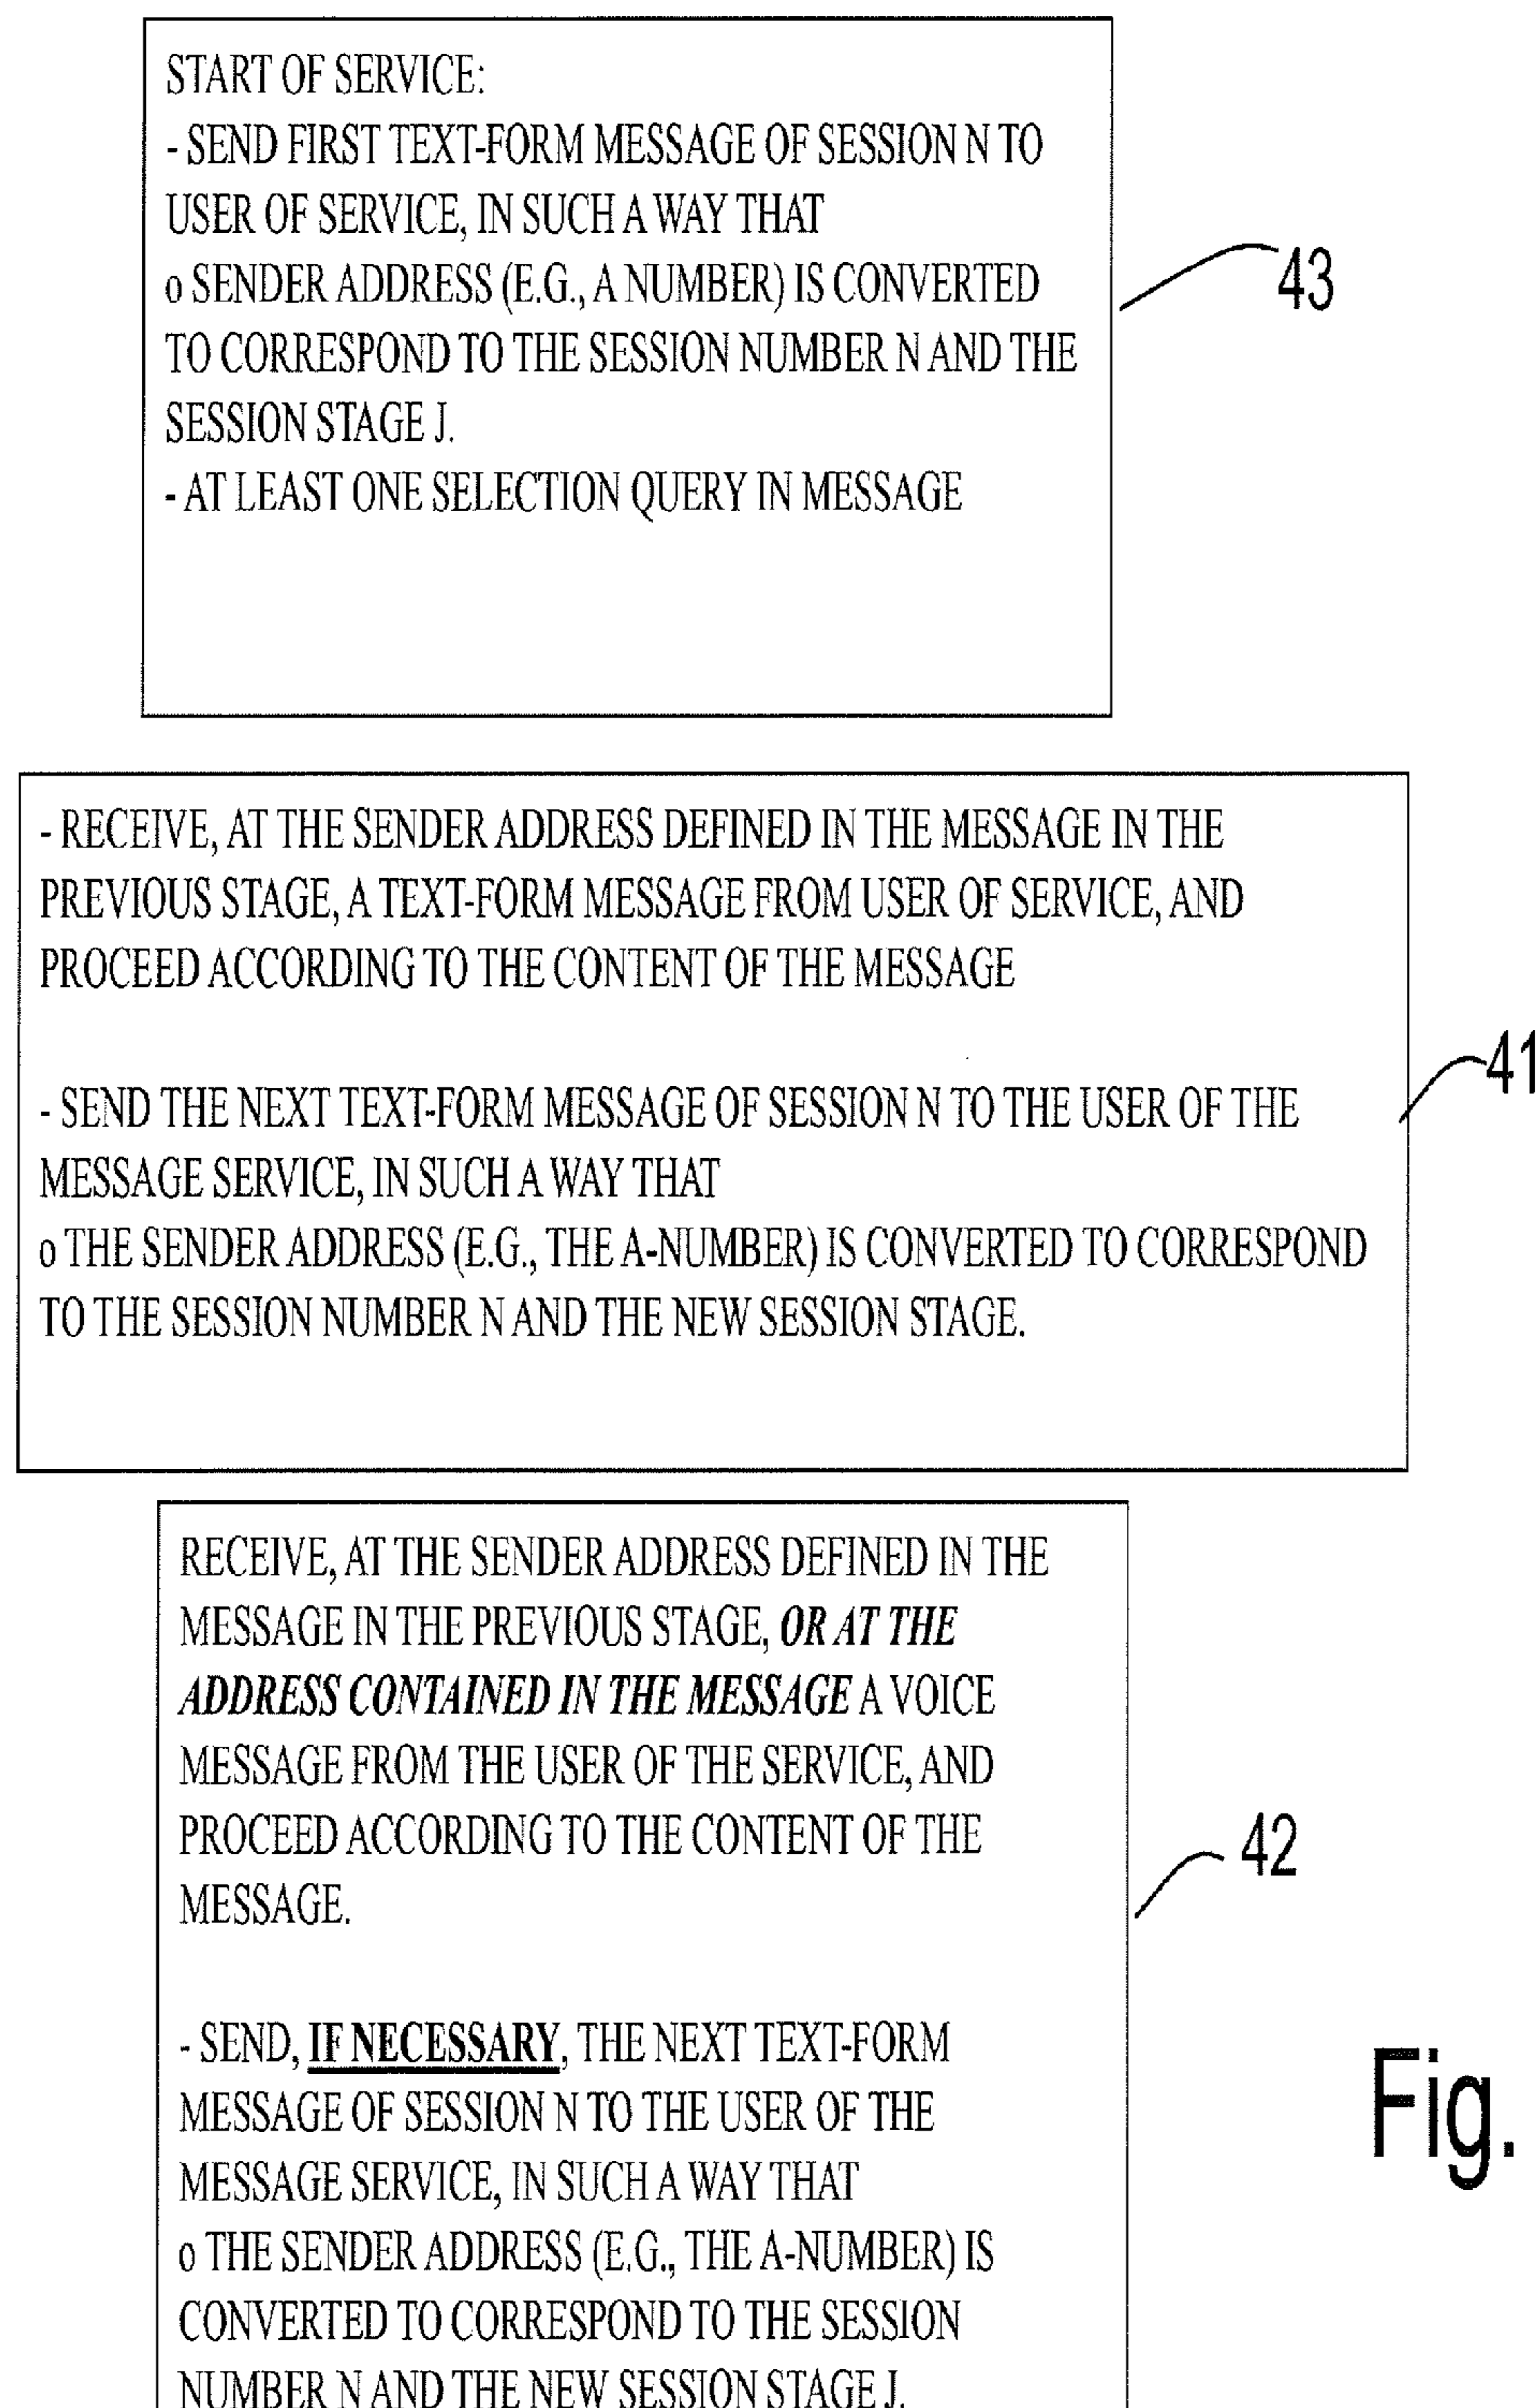 START OF SERVICE:
- SEND FIRST TEXT-FORM MESSAGE OF SESSION N TO
USER OF SERVICE, IN SUCH A WAY THAT
o SENDER ADDRESS (E.G., A NUMBER) IS CONVERTED
TO CORRESPOND TO THE SESSION NUMBER N AND THE
SESSION STAGE J.
- AT LEAST ONE SELECTION QUERY IN MESSAGE
43
- RECEIVE, AT THE SENDER ADDRESS DEFINED IN THE MESSAGE IN THE
PREVIOUS STAGE, A TEXT-FORM MESSAGE FROM USER OF SERVICE, AND
PROCEED ACCORDING TO THE CONTENT OF THE MESSAGE
- SEND THE NEXT TEXT-FORM MESSAGE OF SESSION N TO THE USER OF THE
MESSAGE SERVICE, IN SUCH A WAY THAT
o THE SENDER ADDRESS (E.G., THE A-NUMBER) IS CONVERTED TO CORRESPOND
TO THE SESSION NUMBER N AND THE NEW SESSION STAGE.
41
RECEIVE, AT THE SENDER ADDRESS DEFINED IN THE
MESSAGE IN THE PREVIOUS STAGE, OR AT THE
ADDRESS CONTAINED IN THE MESSAGE A VOICE
MESSAGE FROM THE USER OF THE SERVICE, AND
PROCEED ACCORDING TO THE CONTENT OF THE
MESSAGE.
- SEND, IF NECESSARY, THE NEXT TEXT-FORM
MESSAGE OF SESSION N TO THE USER OF THE
MESSAGE SERVICE, IN SUCH A WAY THAT
o THE SENDER ADDRESS (E.G., THE A-NUMBER) IS
CONVERTED TO CORRESPOND TO THE SESSION
NUMBER N AND THE NEW SESSION STAGE J.
42
Fig.